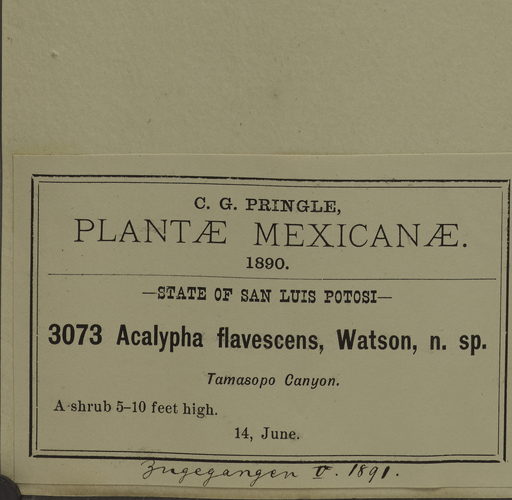 C. G. PRINGLE,
PLANTÆ MEXICANÆ.
1890.
—STATE OF SAN LUIS POTOSI—
3073 Acalypha flavescens, Watson, n. sp.
Tamasopo Canyon.
A shrub 5–10 feet high.
14, June.
Zugegangen V. 1891.